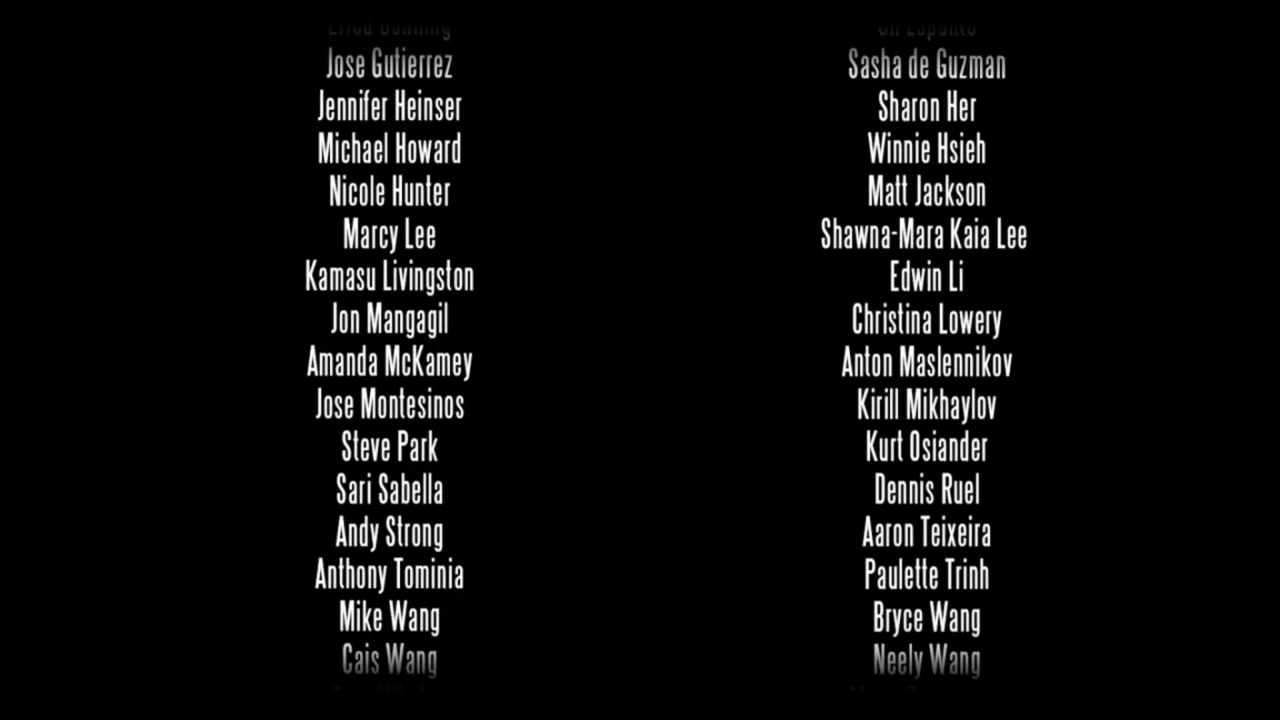 Jose Gutierrez
Sasha de Guzman
Jennifer Heinser
Sharon Her
Michael Howard
Winnie Hsieh
Nicole Hunter
Matt Jackson
Marcy Lee
Shawna-Mara Kaia Lee
Kamasu Livingston
Edwin Li
Jon Mangagil
Christina Lowery
Amanda McKamey
Anton Maslennikov
Jose Montesinos
Kirill Mikhaylov
Steve Park
Kurt Osiander
Sari Sabella
Dennis Ruel
Andy Strong
Aaron Teixeira
Anthony Tominia
Paulette Trinh
Mike Wang
Bryce Wang
Cais Wang
Neely Wang